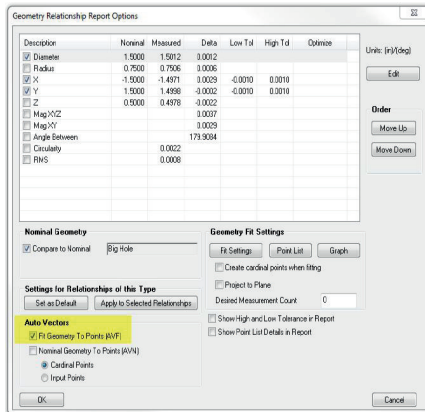 Geometry Relationship Report Options
Description Nominal Measured Delta Low Tol High Tol Optimize
Diameter 1.5000 1.5012 0.0012
Radius 0.7500 0.7506 0.0006
X -1.5000 -1.4971 0.0029 -0.0010 0.0010
Y 1.5000 1.4998 -0.0002 -0.0010 0.0010
Z 0.5000 0.4978 -0.0022
Mag XYZ 0.0037
Mag XY 0.0029
Angle Between 179.9084
Circularity 0.0022
RMS 0.0008
Units: (in)/(deg)
Edit
Order
Move Up
Move Down
Nominal Geometry
Compare to Nominal Big Hole
Geometry Fit Settings
Fit Settings Point List Graph
Create cardinal points when fitting
Project to Plane
Desired Measurement Count 0
Settings for Relationships of this Type
Set as Default Apply to Selected Relationships
Auto Vectors
Fit Geometry To Points (AVF)
Nominal Geometry To Points (AVN)
Cardinal Points
Input Points
Show High and Low Tolerance in Report
Show Point List Details in Report
OK
Cancel